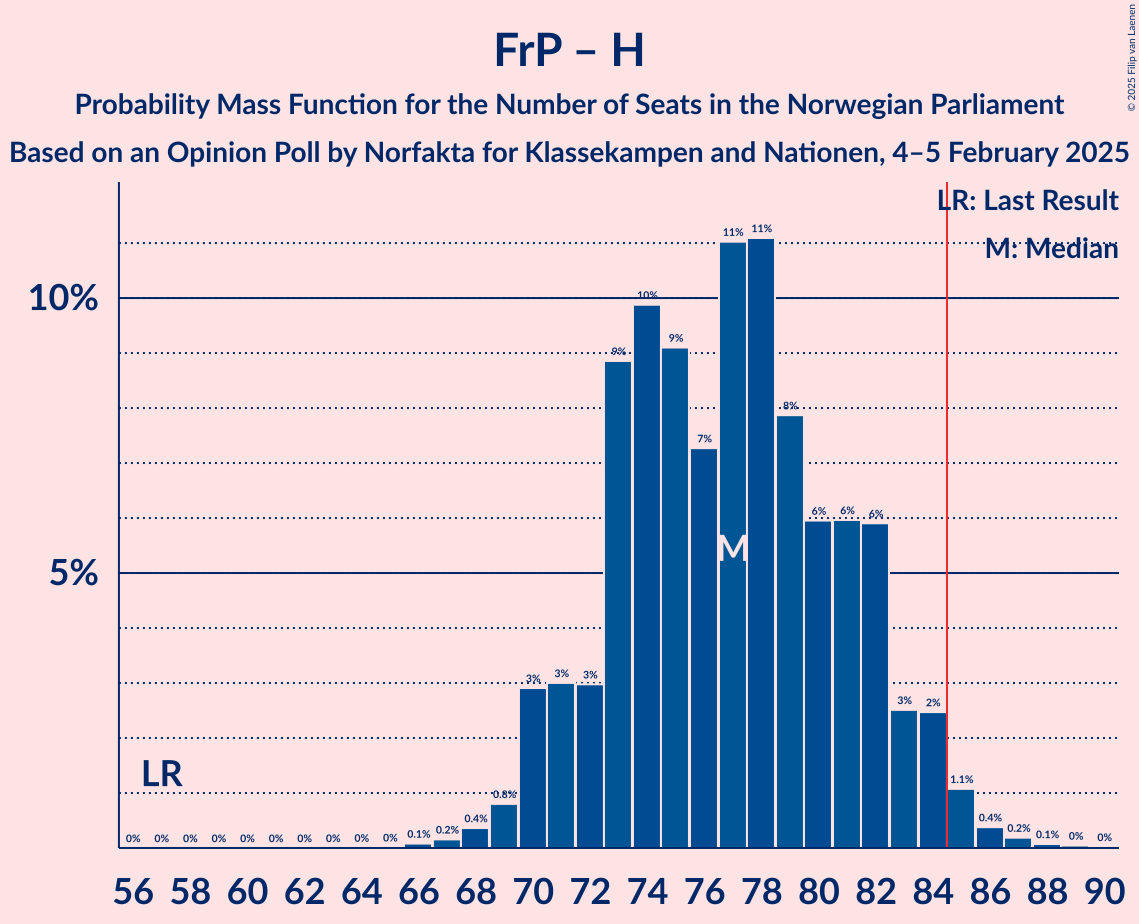 FrP – H
Probability Mass Function for the Number of Seats in the Norwegian Parliament
Based on an Opinion Poll by Norfakta for Klassekampen and Nationen, 4–5 February 2025
© 2025 Filip van Laenen
LR: Last Result
M: Median
10%
5%
0% 0% 0% 0% 0% 0% 0% 0% 0% 0% 0.1% 0.2% 0.4% 0.8% 3% 3% 3% 9% 10% 9% 7% 11% 11% 8% 6% 6% 6% 3% 2% 1.1% 0.4% 0.2% 0.1% 0% 0%
M
LR
56 58 60 62 64 66 68 70 72 74 76 78 80 82 84 86 88 90